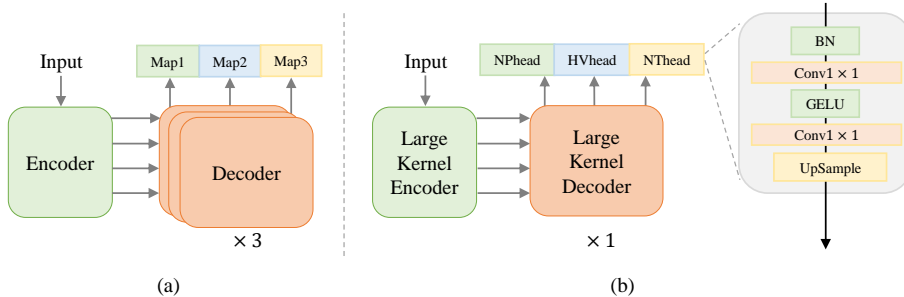 Input
Map1 Map2 Map3
Encoder
Decoder
× 3
(a)
Input
NPhead HVhead NThead
Large
Kernel
Encoder
Large
Kernel
Decoder
× 1
BN
Conv1 × 1
GELU
Conv1 × 1
UpSample
(b)